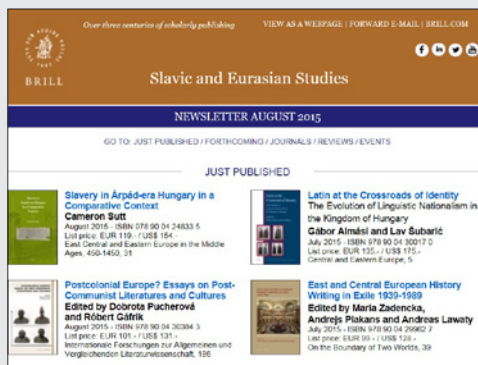 Over three centuries of scholarly publishing
VIEW AS A WEBPAGE | FORWARD E-MAIL | BRILL.COM
BRILL
Slavic and Eurasian Studies
NEWSLETTER AUGUST 2015
GO TO: JUST PUBLISHED / FORTHCOMING / JOURNALS / REVIEWS / EVENTS
JUST PUBLISHED
Slavery in Árpád-era Hungary in a
Comparative Context
Cameron Sutt
August 2015 - ISBN 978 90 04 24833 5
List price: EUR 119,- / US$ 154,-
East Central and Eastern Europe in the Middle
Ages, 450-1450, 31
Latin at the Crossroads of Identity
The Evolution of Linguistic Nationalism in
the Kingdom of Hungary
Gábor Almási and Lav Šubarić
July 2015 - ISBN 978 90 04 30017 0
List price: EUR 135,- / US$ 175,-
Central and Eastern Europe, 5
Postcolonial Europe? Essays on Post-
Communist Literatures and Cultures
Edited by Dobrota Pucherová
and Róbert Gáfrik
August 2015 - ISBN 978 90 04 30384 3
List price: EUR 101,- / US$ 131,-
Internationale Forschungen zur Allgemeinen und
Vergleichenden Literaturwissenschaft, 186
East and Central European History
Writing in Exile 1939-1989
Edited by Maria Zadencka,
Andrejs Plakans and Andreas Lawaty
July 2015 - ISBN 978 90 04 29962 7
List price: EUR 99,- / US$ 128,-
On the Boundary of Two Worlds, 39